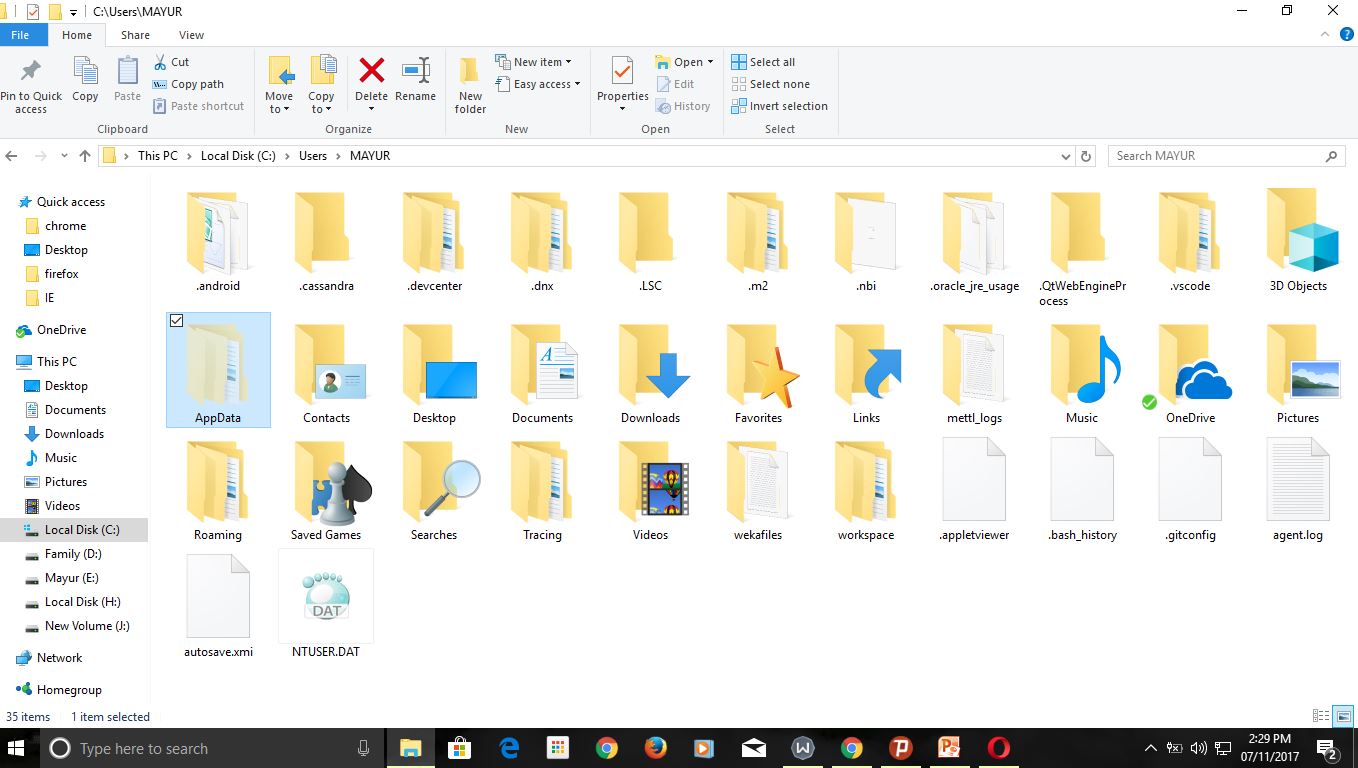 C:\Users\MAYUR
File Home Share View
Pin to Quick access
Copy
Paste
Cut
Copy path
Paste shortcut
Clipboard
Move to
Copy to
Delete
Rename
Organize
New folder
New item
Easy access
New
Properties
Open
Edit
History
Open
Select all
Select none
Invert selection
Select
This PC > Local Disk (C:) > Users > MAYUR
Search MAYUR
Quick access
chrome
Desktop
firefox
IE
OneDrive
This PC
Desktop
Documents
Downloads
Music
Pictures
Videos
Local Disk (C:)
Family (D:)
Mayur (E:)
Local Disk (H:)
New Volume (J:)
Network
Homegroup
.android .cassandra .devcenter .dnx .LSC .m2 .nbi .oracle_jre_usage .QtWebEngineProcess .vscode 3D Objects
AppData Contacts Desktop Documents Downloads Favorites Links mettl_logs Music OneDrive Pictures
Roaming Saved Games Searches Tracing Videos wekafiles workspace .appletviewer .bash_history .gitconfig agent.log
DAT
autosave.xmi NTUSER.DAT
35 items 1 item selected
Type here to search
2:29 PM
07/11/2017
2